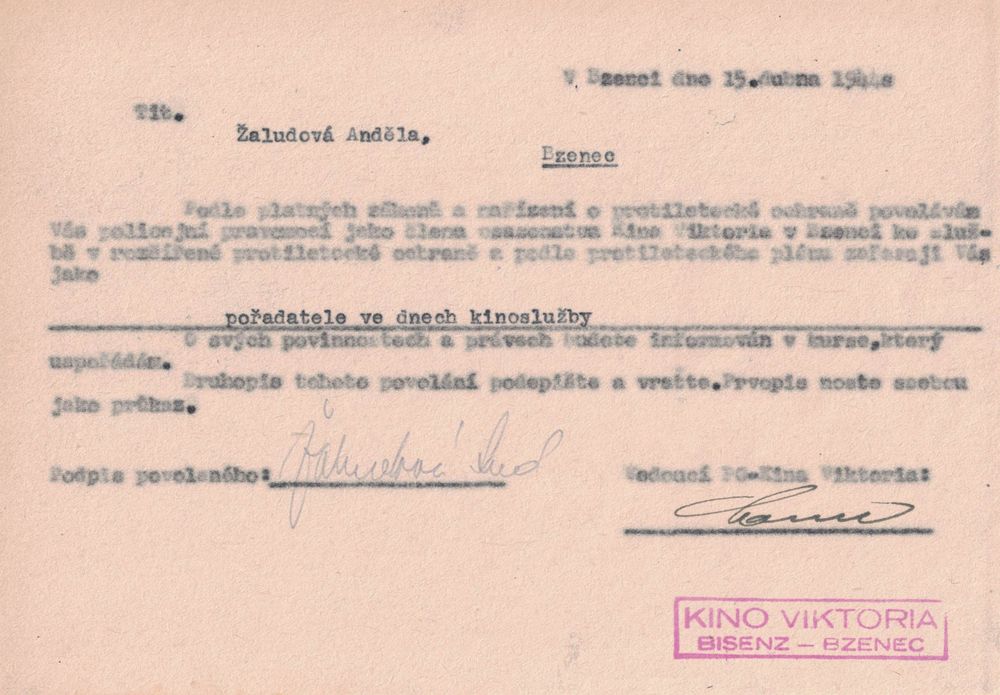 V Bzenci dne 15.dubna 1944.
Tit.
Žaludová Anděla,
Bzenec
Podle platných zákonů a nařízení o protiletecké ochraně povolávám
Vás policejní pravomocí jako člena osazenstva Kina Viktoria v Bzenci ke služ-
bě v rozšířené protiletecké ochraně a podle protileteckého plánu zařazuji Vás
jako
pořadatele ve dnech kinoslužby
O svých povinnostech a právech budete informován v kurse,který
uspořádám.
Druhopis tohoto povolání podepište a vraťte.Prvopis noste ssebou
jako průkaz.
Podpis povolaného: Žaludová
Vedoucí PO-Kina Viktoria:
KINO VIKTORIA
BISENZ – BZENEC